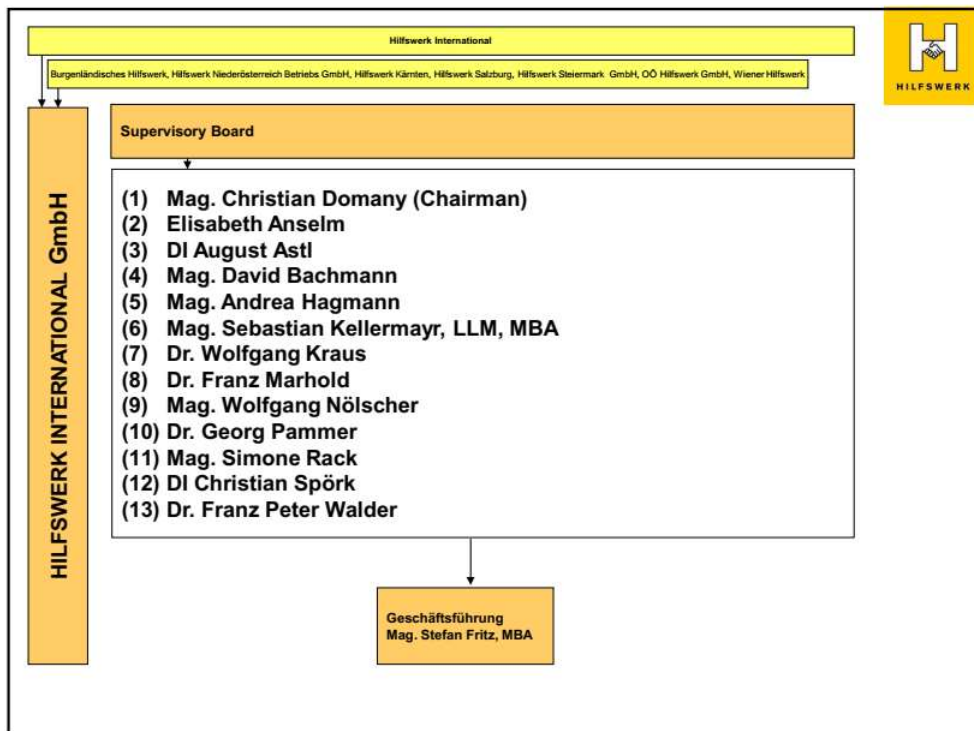 Hilfswerk International
Burgenländisches Hilfswerk, Hilfswerk Niederösterreich Betriebs GmbH, Hilfswerk Kärnten, Hilfswerk Salzburg, Hilfswerk Steiermark GmbH, OÖ Hilfswerk GmbH, Wiener Hilfswerk
H
HILFSWERK
HILFSWERK INTERNATIONAL GmbH
Supervisory Board
(1) Mag. Christian Domany (Chairman)
(2) Elisabeth Anselm
(3) DI August Astl
(4) Mag. David Bachmann
(5) Mag. Andrea Hagmann
(6) Mag. Sebastian Kellermayr, LLM, MBA
(7) Dr. Wolfgang Kraus
(8) Dr. Franz Marhold
(9) Mag. Wolfgang Nölscher
(10) Dr. Georg Pammer
(11) Mag. Simone Rack
(12) DI Christian Spörk
(13) Dr. Franz Peter Walder
Geschäftsführung
Mag. Stefan Fritz, MBA